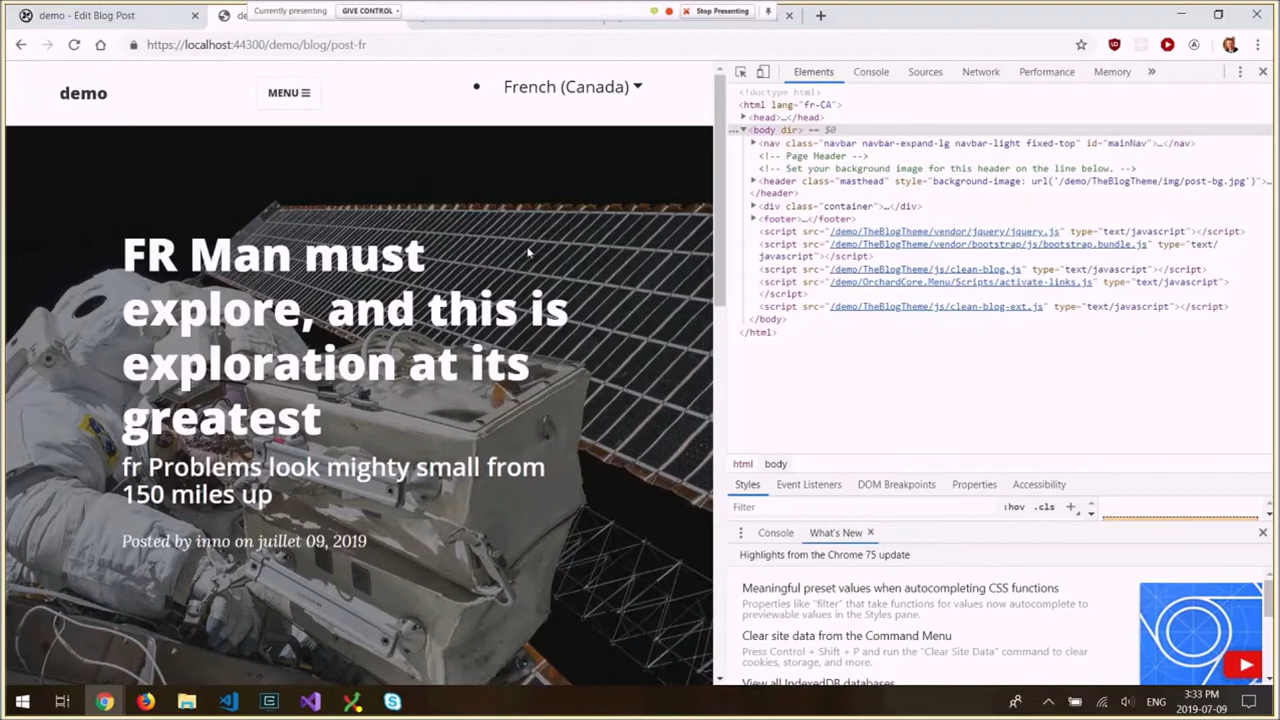 demo - Edit Blog Post
Currently presenting
GIVE CONTROL
Stop Presenting
https://localhost:44300/demo/blog/post-fr
demo
MENU
French (Canada)
FR Man must
explore, and this is
exploration at its
greatest
fr Problems look mighty small from
150 miles up
Posted by inno on juillet 09, 2019
Elements Console Sources Network Performance Memory
<!doctype html>
<html lang="fr-CA">
<head>…</head>
<body dir> == $0
<nav class="navbar navbar-expand-lg navbar-light fixed-top" id="mainNav">…</nav>
<!-- Page Header -->
<!-- Set your background image for this header on the line below. -->
<header class="masthead" style="background-image: url('/demo/TheBlogTheme/img/post-bg.jpg')">…
</header>
<div class="container">…</div>
<footer>…</footer>
<script src="/demo/TheBlogTheme/vendor/jquery/jquery.js" type="text/javascript"></script>
<script src="/demo/TheBlogTheme/vendor/bootstrap/js/bootstrap.bundle.js" type="text/
javascript"></script>
<script src="/demo/TheBlogTheme/js/clean-blog.js" type="text/javascript"></script>
<script src="/demo/OrchardCore.Menu/Scripts/activate-links.js" type="text/javascript">
</script>
<script src="/demo/TheBlogTheme/js/clean-blog-ext.js" type="text/javascript"></script>
</body>
</html>
html body
Styles Event Listeners DOM Breakpoints Properties Accessibility
Filter
:hov .cls
Console What's New
Highlights from the Chrome 75 update
Meaningful preset values when autocompleting CSS functions
Properties like "filter" that take functions for values now autocomplete to
previewable values in the Styles pane.
Clear site data from the Command Menu
Press Control + Shift + P and run the "Clear Site Data" command to clear
cookies, storage, and more.
View all IndexedDB databases
ENG
3:33 PM
2019-07-09